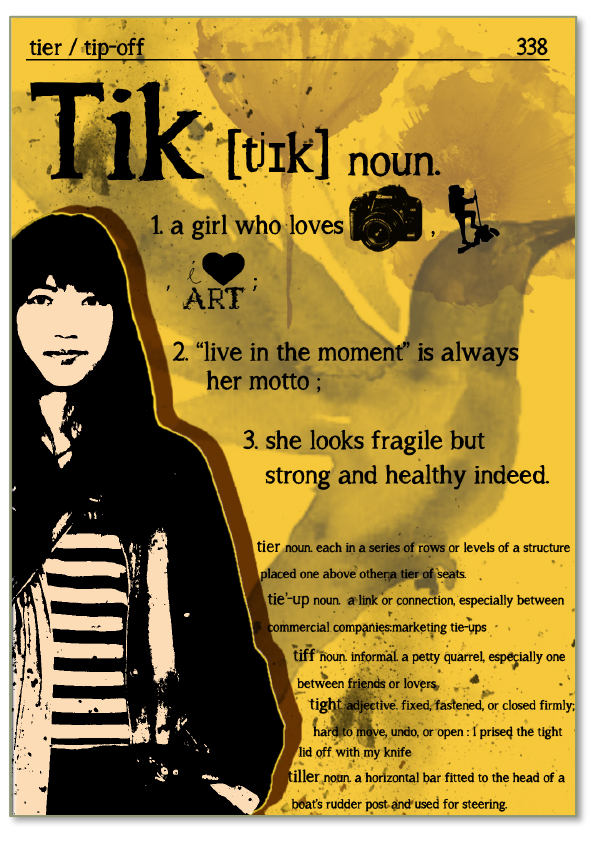 tier / tip-off 338
Tik [tjɪk] noun.
1. a girl who loves ,
, i ART ;
2. “live in the moment” is always
her motto ;
3. she looks fragile but
strong and healthy indeed.
tier noun. each in a series of rows or levels of a structure
placed one above other:a tier of seats.
tie'-up noun. a link or connection, especially between
commercial companies:marketing tie-ups
tiff noun. informal. a petty quarrel, especially one
between friends or lovers.
tight adjective. fixed, fastened, or closed firmly;
hard to move, undo, or open : I prised the tight
lid off with my knife
tiller noun. a horizontal bar fitted to the head of a
boat's rudder post and used for steering.